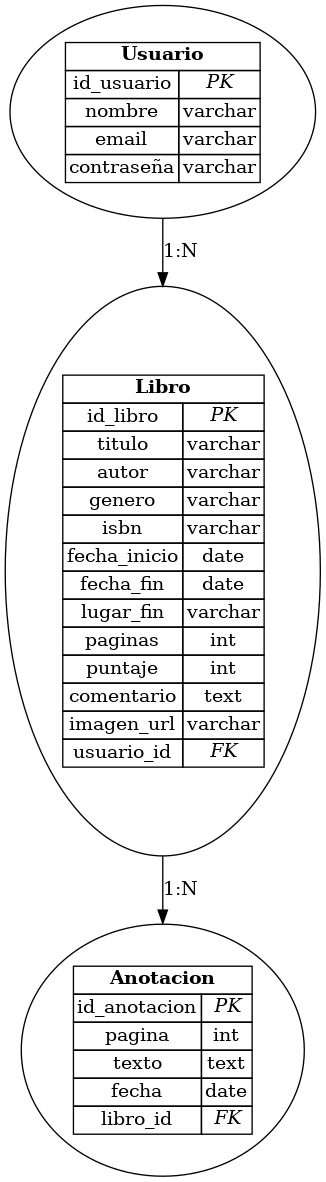 Usuario
id_usuario PK
nombre varchar
email varchar
contraseña varchar
1:N
Libro
id_libro PK
titulo varchar
autor varchar
genero varchar
isbn varchar
fecha_inicio date
fecha_fin date
lugar_fin varchar
paginas int
puntaje int
comentario text
imagen_url varchar
usuario_id FK
1:N
Anotacion
id_anotacion PK
pagina int
texto text
fecha date
libro_id FK